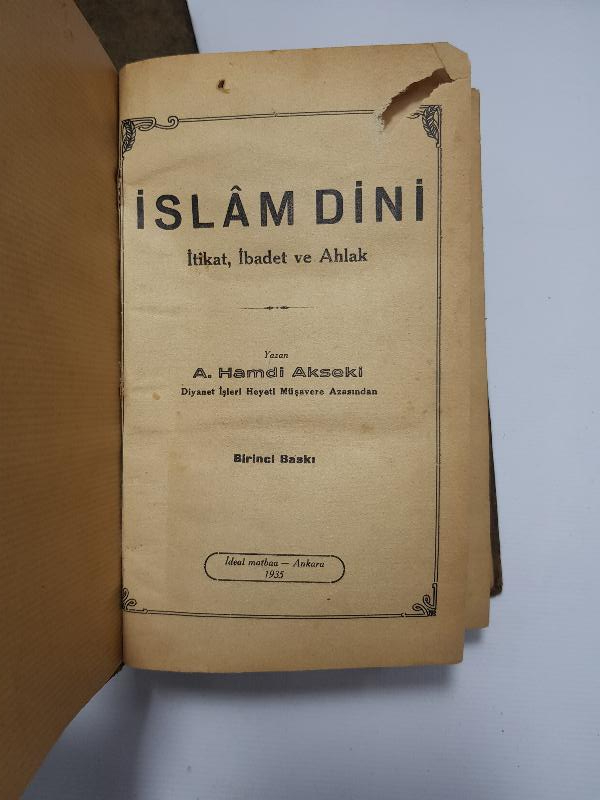 İSLÂM DİNİ
İtikat, İbadet ve Ahlak
Yazan
A. Hamdi Akseki
Diyanet İşleri Heyeti Müşavere Azasından
Birinci Baskı
İdeal matbaa — Ankara
1935